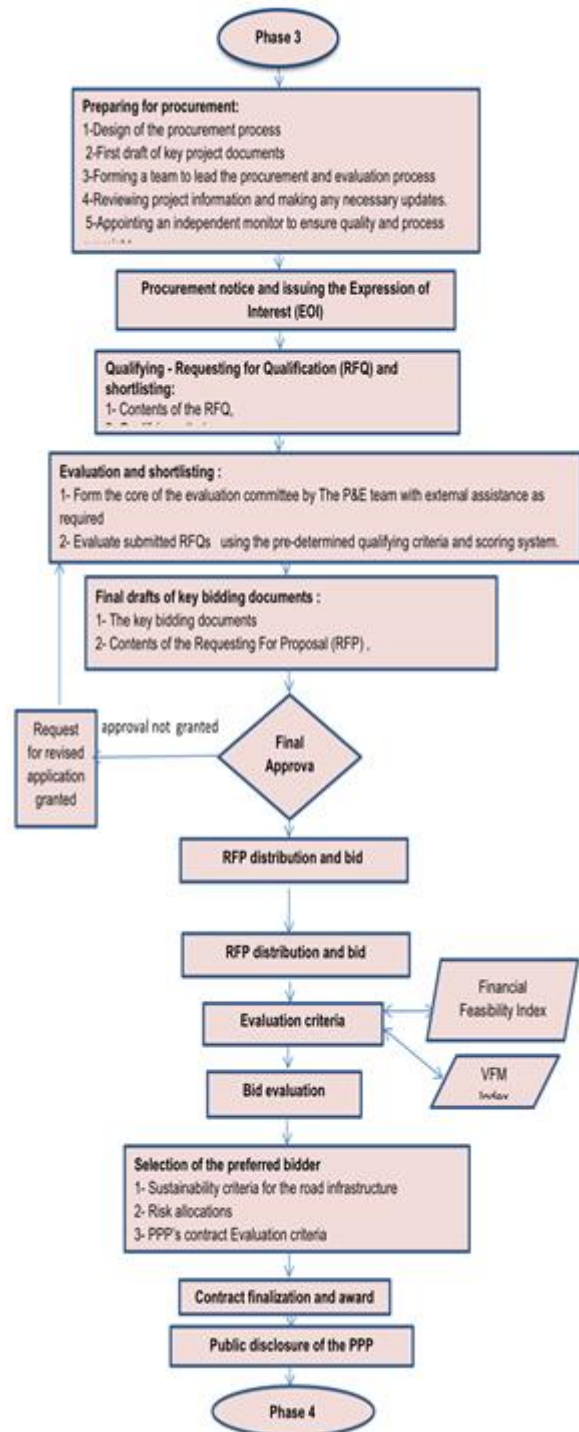 Phase 3
Preparing for procurement:
1-Design of the procurement process
2-First draft of key project documents
3-Forming a team to lead the procurement and evaluation process
4-Reviewing project information and making any necessary updates.
5-Appointing an independent monitor to ensure quality and process
Procurement notice and issuing the Expression of
Interest (EOI)
Qualifying - Requesting for Qualification (RFQ) and
shortlisting:
1- Contents of the RFQ,
Evaluation and shortlisting :
1- Form the core of the evaluation committee by The P&E team with external assistance as
required
2- Evaluate submitted RFQs using the pre-determined qualifying criteria and scoring system.
Final drafts of key bidding documents :
1- The key bidding documents
2- Contents of the Requesting For Proposal (RFP) ,
Request
for revised
application
granted
approval not granted
Final
Approva
RFP distribution and bid
RFP distribution and bid
Evaluation criteria
Financial
Feasibility Index
VFM
Index
Bid evaluation
Selection of the preferred bidder
1- Sustainability criteria for the road infrastructure
2- Risk allocations
3- PPP's contract Evaluation criteria
Contract finalization and award
Public disclosure of the PPP
Phase 4